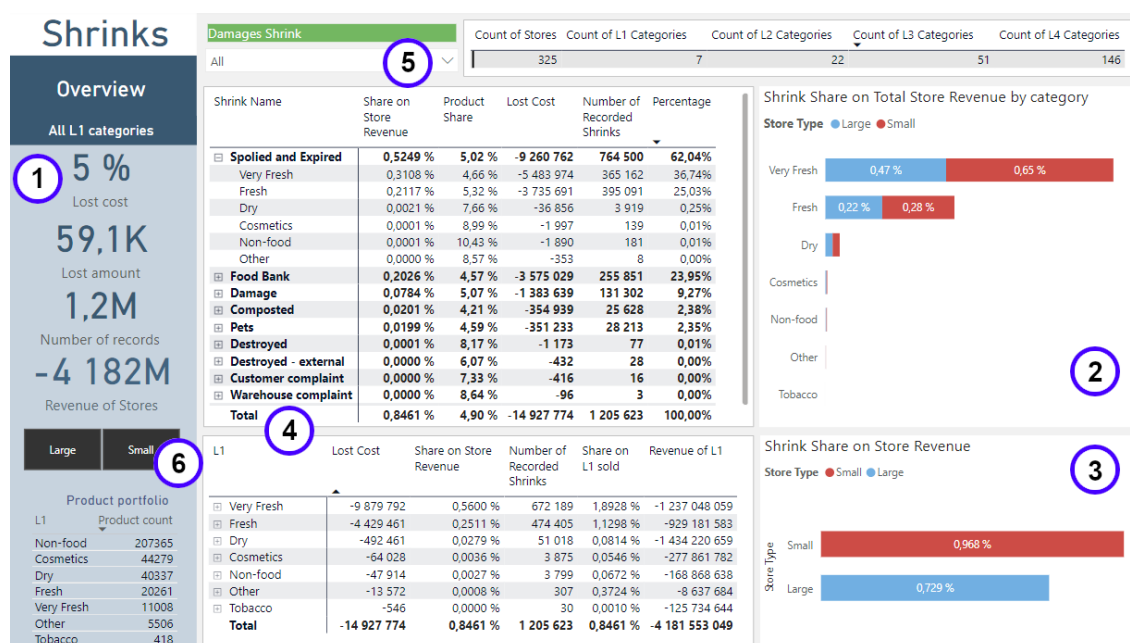 Shrinks
Overview
All L1 categories
1
5 %
Lost cost
59,1K
Lost amount
1,2M
Number of records
-4 182M
Revenue of Stores
Large Small
6
Product portfolio
L1 Product count
Non-food 207365
Cosmetics 44279
Dry 40337
Fresh 20261
Very Fresh 11008
Other 5506
Tobacco 418
Damages Shrink
All
5
Count of Stores Count of L1 Categories Count of L2 Categories Count of L3 Categories Count of L4 Categories
325 7 22 51 146
Shrink Name Share on Store Revenue Product Share Lost Cost Number of Recorded Shrinks Percentage
Spolied and Expired 0,5249 % 5,02 % -9 260 762 764 500 62,04%
Very Fresh 0,3108 % 4,66 % -5 483 974 365 162 36,74%
Fresh 0,2117 % 5,32 % -3 735 691 395 091 25,03%
Dry 0,0021 % 7,66 % -36 856 3 919 0,25%
Cosmetics 0,0001 % 8,99 % -1 997 139 0,01%
Non-food 0,0001 % 10,43 % -1 890 181 0,01%
Other 0,0000 % 8,57 % -353 8 0,00%
Food Bank 0,2026 % 4,57 % -3 575 029 255 851 23,95%
Damage 0,0784 % 5,07 % -1 383 639 131 302 9,27%
Composted 0,0201 % 4,21 % -354 939 25 628 2,38%
Pets 0,0199 % 4,59 % -351 233 28 213 2,35%
Destroyed 0,0001 % 8,17 % -1 173 77 0,01%
Destroyed - external 0,0000 % 6,07 % -432 28 0,00%
Customer complaint 0,0000 % 7,33 % -416 16 0,00%
Warehouse complaint 0,0000 % 8,64 % -96 3 0,00%
Total 0,8461 % 4,90 % -14 927 774 1 205 623 100,00%
4
L1 Lost Cost Share on Store Revenue Number of Recorded Shrinks Share on L1 sold Revenue of L1
Very Fresh -9 879 792 0,5600 % 672 189 1,8928 % -1 237 048 059
Fresh -4 429 461 0,2511 % 474 405 1,1298 % -929 181 583
Dry -492 461 0,0279 % 51 018 0,0814 % -1 434 220 659
Cosmetics -64 028 0,0036 % 3 875 0,0546 % -277 861 782
Non-food -47 914 0,0027 % 3 799 0,0672 % -168 868 638
Other -13 572 0,0008 % 307 0,3724 % -8 637 684
Tobacco -546 0,0000 % 30 0,0010 % -125 734 644
Total -14 927 774 0,8461 % 1 205 623 0,8461 % -4 181 553 049
Shrink Share on Total Store Revenue by category
Store Type Large Small
Very Fresh 0,47 % 0,65 %
Fresh 0,22 % 0,28 %
Dry
Cosmetics
Non-food
Other
Tobacco
2
Shrink Share on Store Revenue
Store Type Small Large
3
Store Type
Small 0,968 %
Large 0,729 %